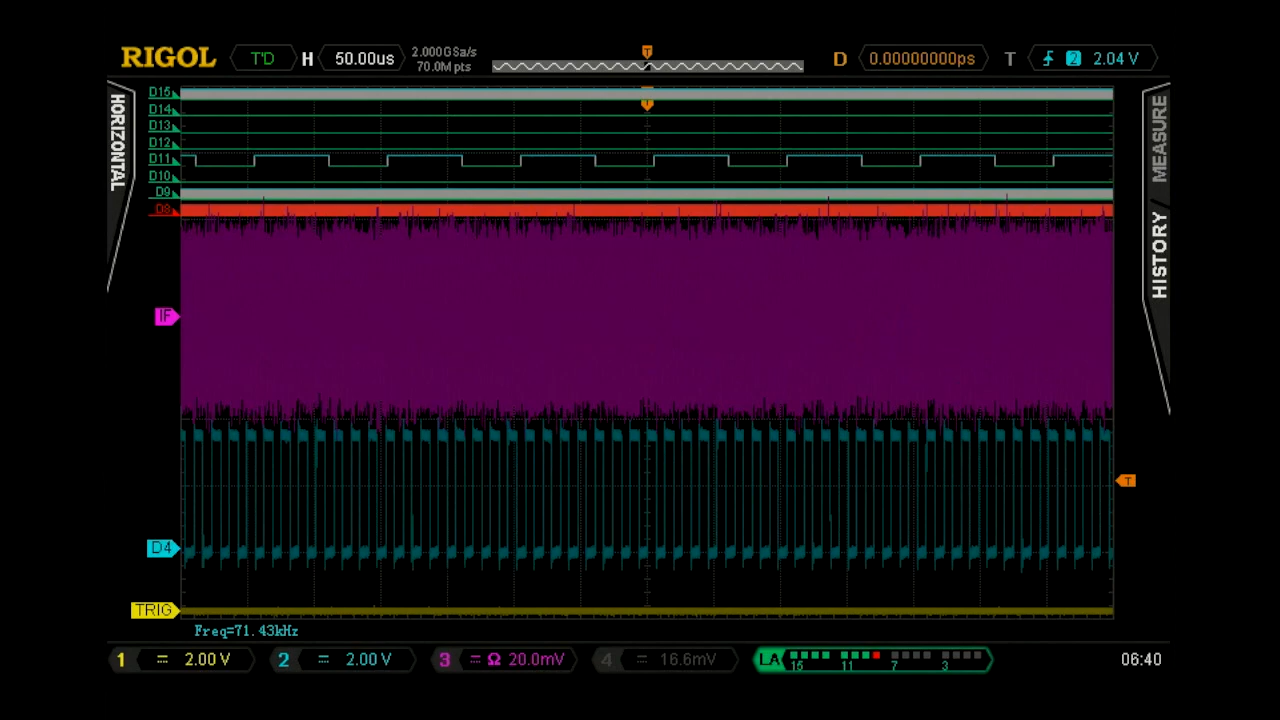 RIGOL T'D H 50.00us 2.000GSa/s 70.0Mpts D 0.00000000ps T 2 2.04 V
T
HORIZONTAL
MEASURE
HISTORY
D15
D14
D13
D12
D11
D10
D9
D8
IF
T
D4
TRIG
Freq=71.43kHz
1 2.00 V 2 2.00 V 3 Ω 20.0mV 4 16.6mV LA 15 11 7 3 06:40